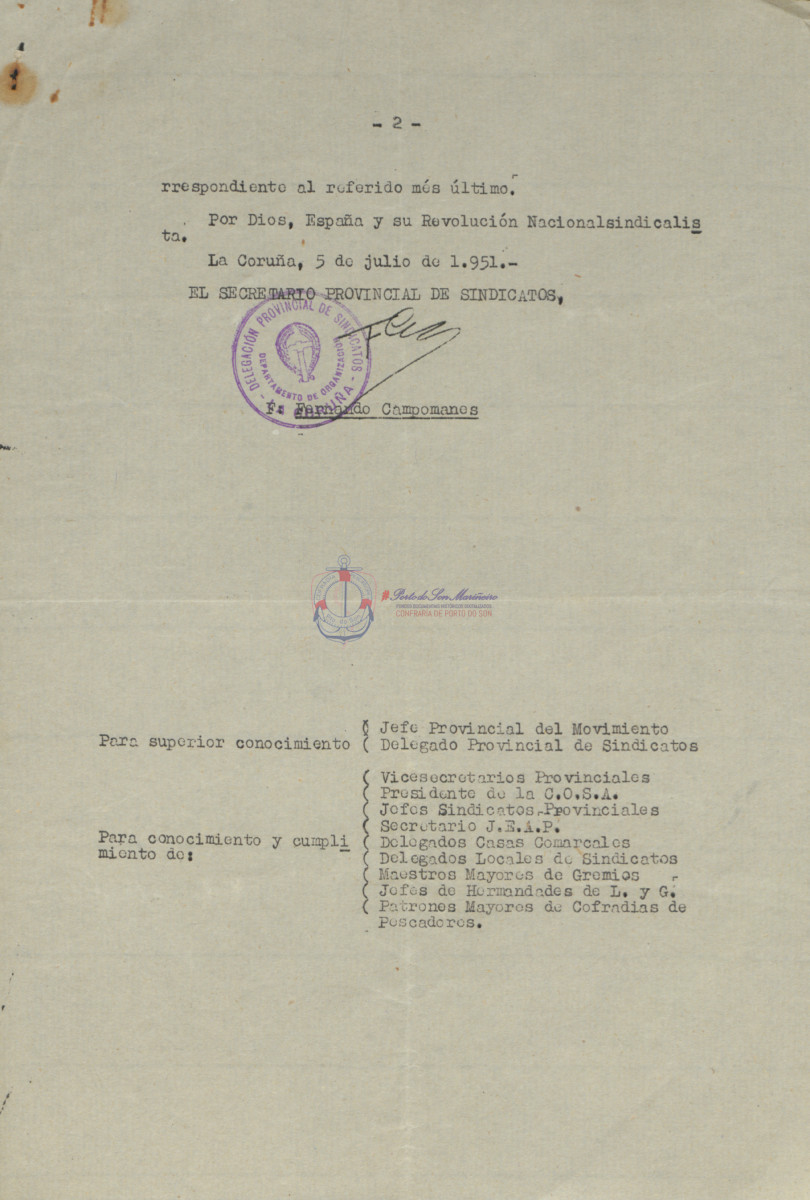 - 2 -
rrespondiente al referido més último.
Por Dios, España y su Revolución Nacionalsindicalis
ta.
La Coruña, 5 de julio de 1.951.-
EL SECRETARIO PROVINCIAL DE SINDICATOS,
DELEGACIÓN PROVINCIAL DE SINDICATOS
DEPARTAMENTO DE ORGANIZACION
Fernando Campomanes
Porto do Son Mariñeiro
CONFRARÍA DE PORTO DO SON
Para superior conocimiento
( Jefe Provincial del Movimiento
( Delegado Provincial de Sindicatos
Para conocimiento y cumpli
miento de:
( Vicesecretarios Provinciales
( Presidente de la C.O.S.A.
( Jefes Sindicatos Provinciales
( Secretario J.E.A.P.
( Delegados Casas Comarcales
( Delegados Locales de Sindicatos
( Maestros Mayores de Gremios
( Jefes de Hermandades de L. y G.
( Patrones Mayores de Cofradias de
Pescadores.